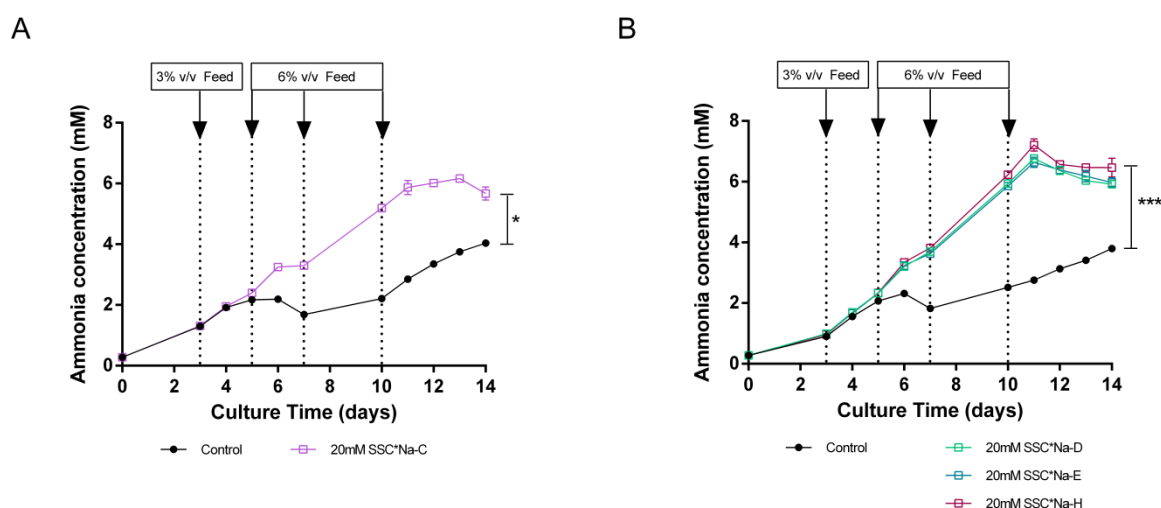 A
3% v/v Feed
6% v/v Feed
Ammonia concentration (mM)
8
6
4
2
0
0 2 4 6 8 10 12 14
*
Culture Time (days)
Control
20mM SSC*Na-C
B
3% v/v Feed
6% v/v Feed
Ammonia concentration (mM)
8
6
4
2
0
0 2 4 6 8 10 12 14
***
Culture Time (days)
Control
20mM SSC*Na-D
20mM SSC*Na-E
20mM SSC*Na-H